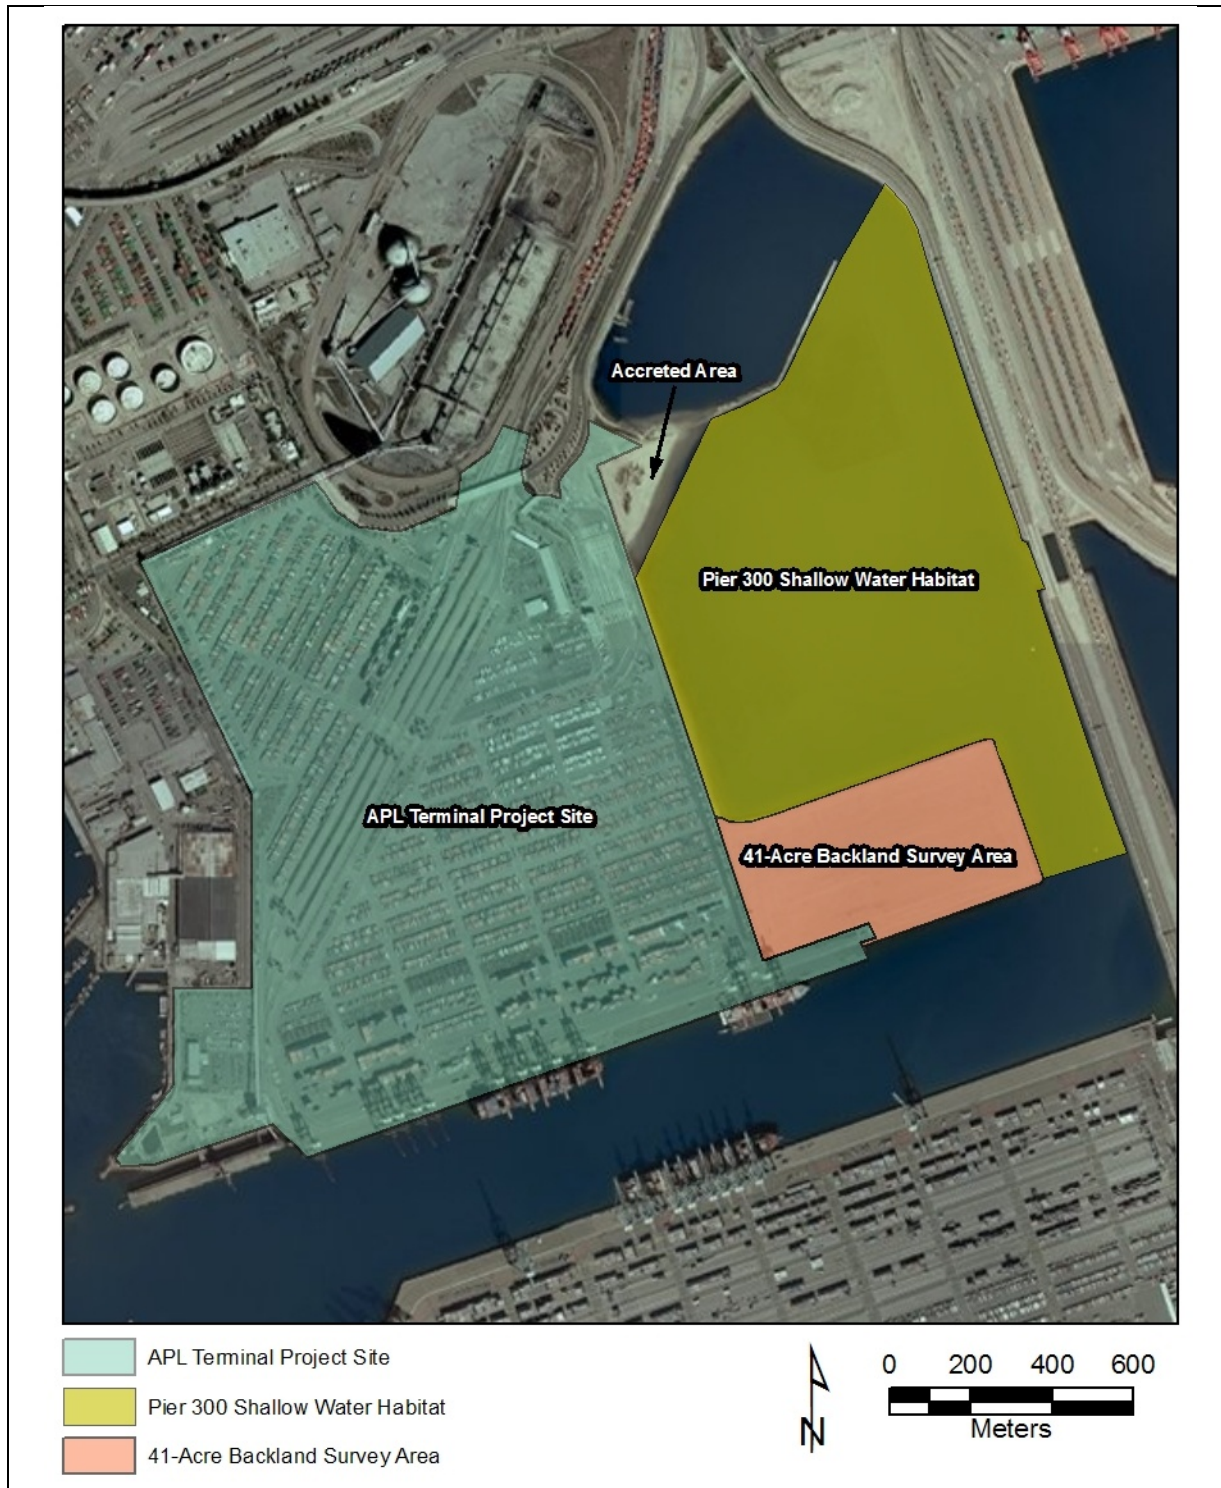 Accreted Area
Pier 300 Shallow Water Habitat
APL Terminal Project Site
41-Acre Backland Survey Area
APL Terminal Project Site
Pier 300 Shallow Water Habitat
41-Acre Backland Survey Area
N
0 200 400 600
Meters